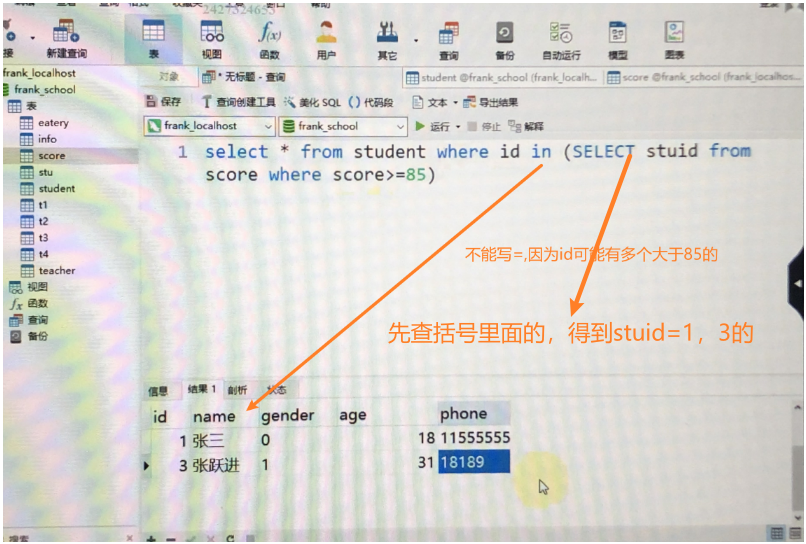 2427324653
新建查询 表 视图 函数 用户 其它 查询 备份 自动运行 模型 图表
frank_localhost
frank_school
表
eatery
info
score
stu
student
t1
t2
t3
t4
teacher
视图
函数
查询
备份
对象 * 无标题 - 查询 student @frank_school (frank_localh... score @frank_school (frank_localhos...
保存 查询创建工具 美化 SQL () 代码段 文本 导出结果
frank_localhost frank_school 运行 停止 解释
1 select * from student where id in (SELECT stuid from
score where score>=85)
不能写=,因为id可能有多个大于85的
先查括号里面的，得到stuid=1，3的
信息 结果 1 剖析 状态
id name gender age phone
1 张三 0 18 11555555
3 张跃进 1 31 18189
搜索